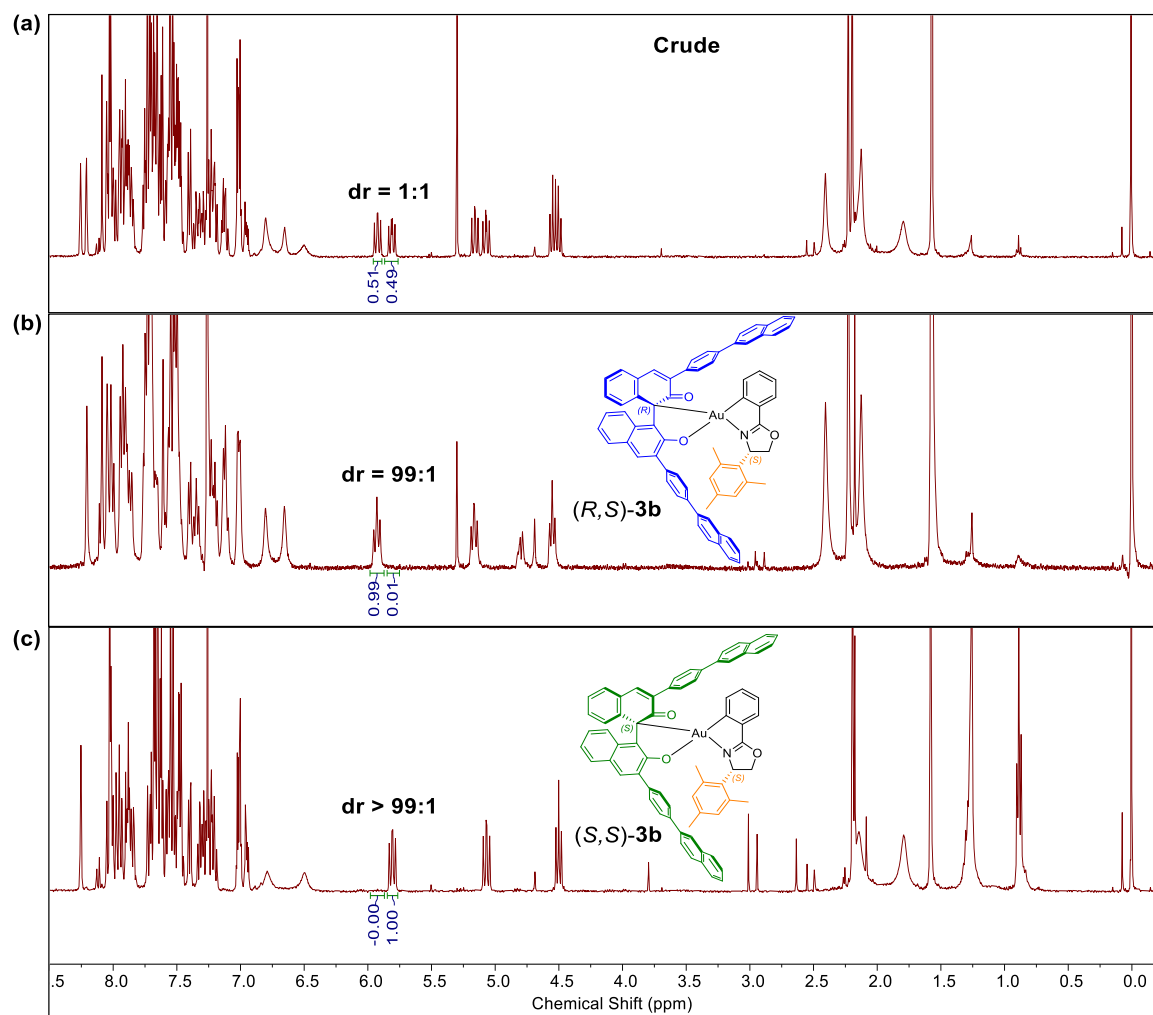 (a)
Crude
dr = 1:1
0.51
0.49
(b)
O
(R)
Au
O
N
O
(S)
dr = 99:1
(R,S)-3b
0.99
0.01
(c)
O
(S)
Au
O
N
O
(S)
dr > 99:1
(S,S)-3b
-0.00
1.00
.5 8.0 7.5 7.0 6.5 6.0 5.5 5.0 4.5 4.0 3.5 3.0 2.5 2.0 1.5 1.0 0.5 0.0
Chemical Shift (ppm)